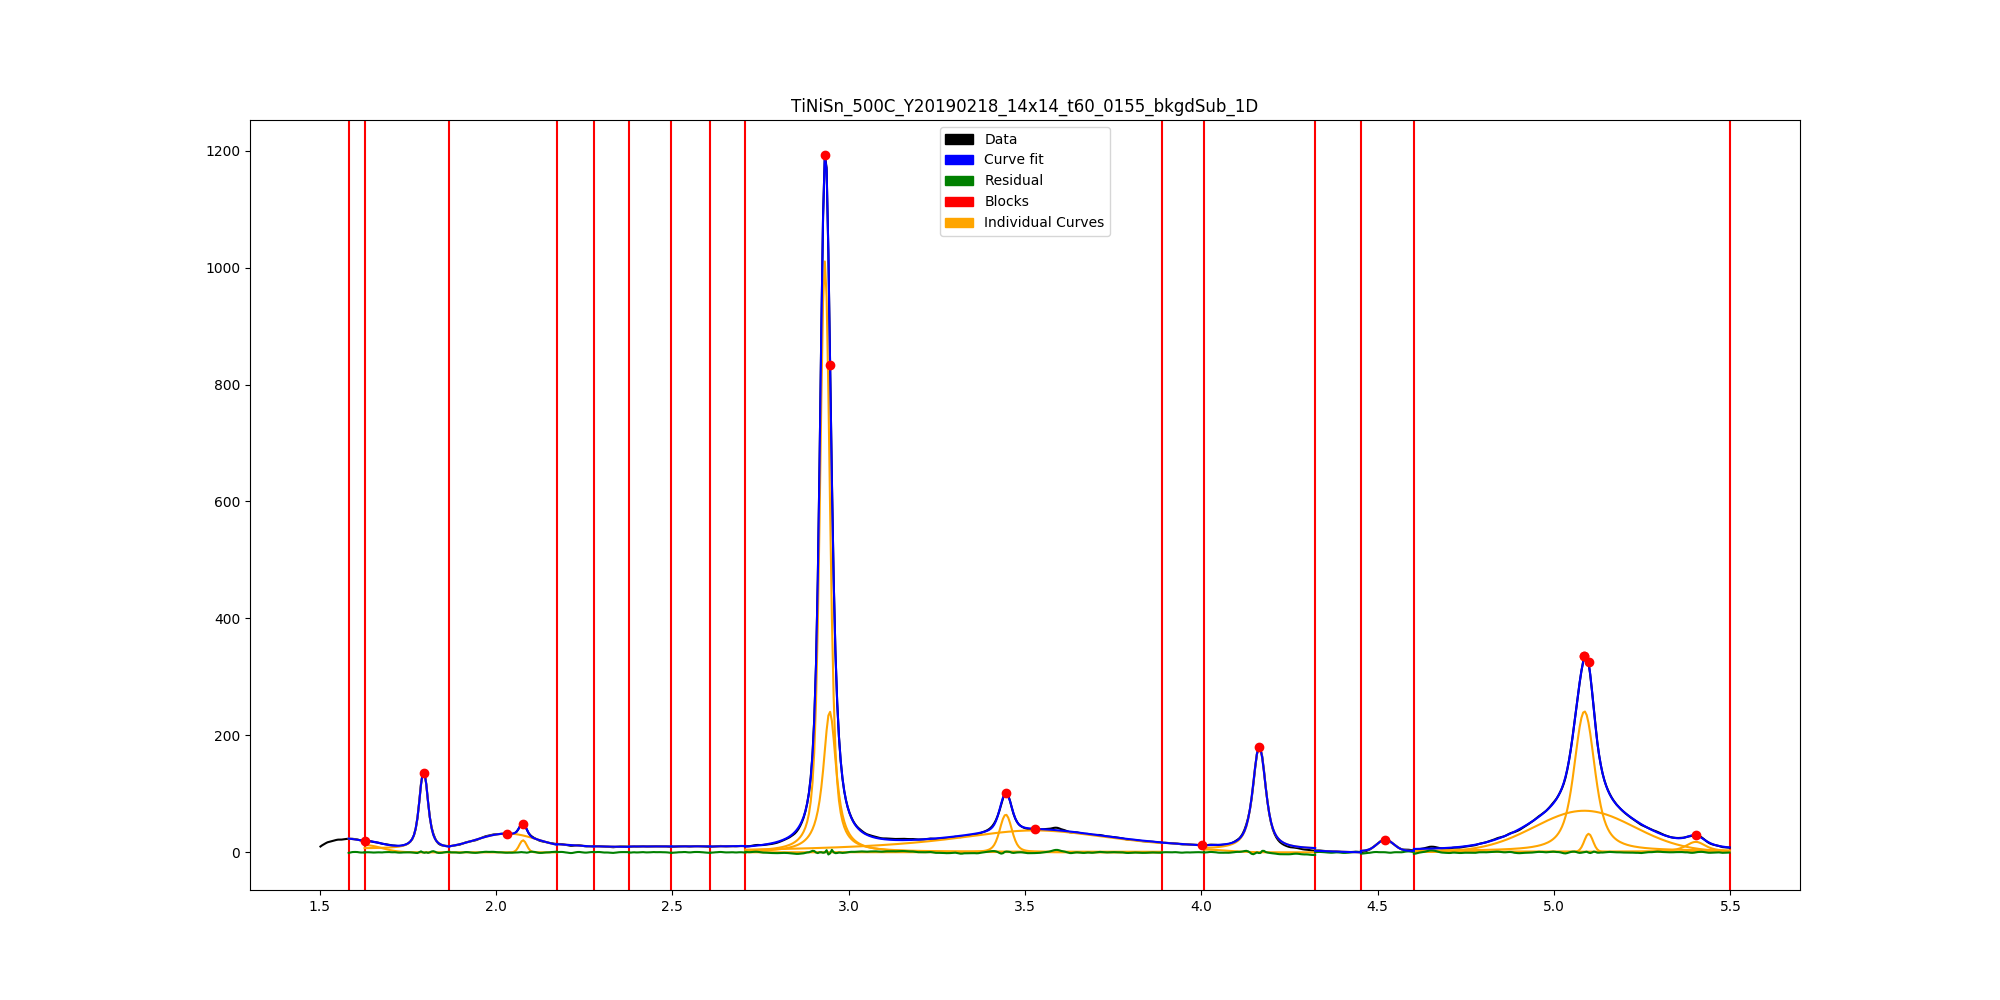 TiNiSn_500C_Y20190218_14x14_t60_0155_bkgdSub_1D
Data
Curve fit
Residual
Blocks
Individual Curves
1200
1000
800
600
400
200
0
1.5 2.0 2.5 3.0 3.5 4.0 4.5 5.0 5.5